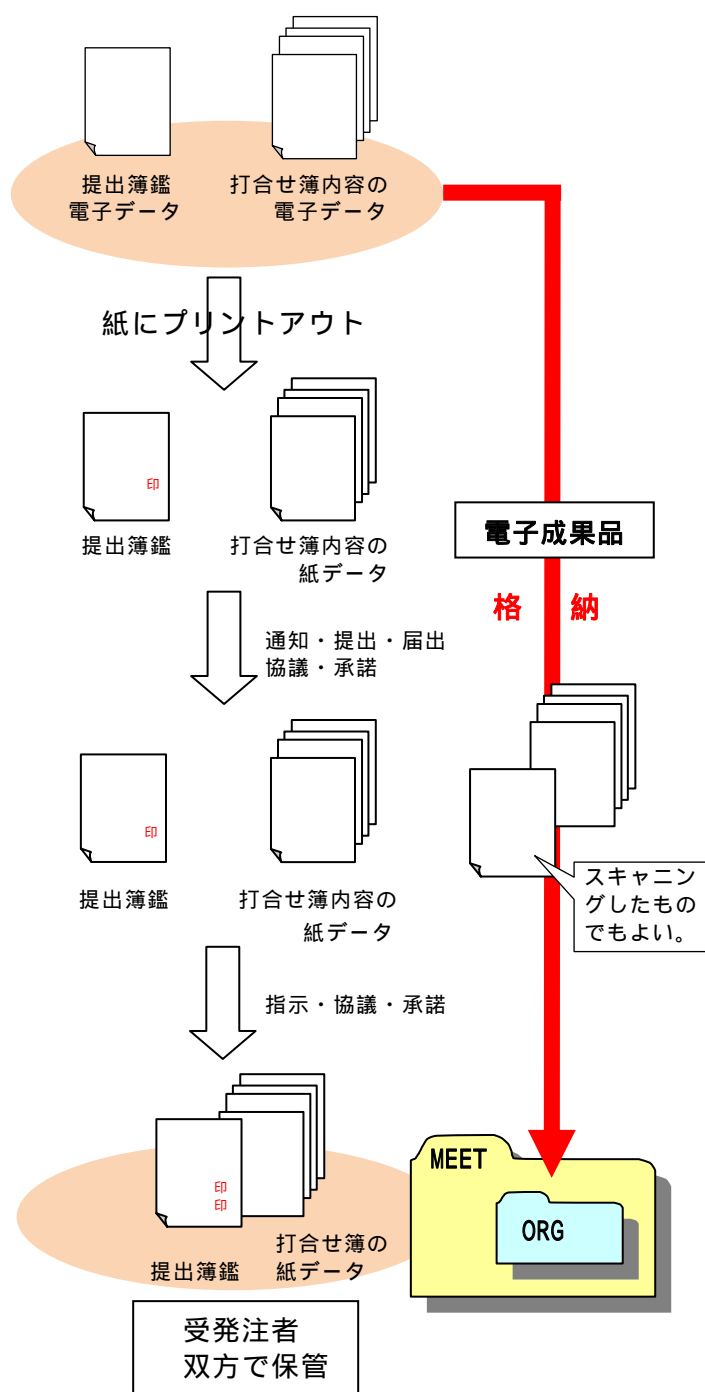 提出簿鑑
電子データ
打合せ簿内容の
電子データ
紙にプリントアウト
印
提出簿鑑
打合せ簿内容の
紙データ
電子成果品
格 納
通知・提出・届出
協議・承諾
印
提出簿鑑
打合せ簿内容の
紙データ
スキャニン
グしたもの
でもよい。
指示・協議・承諾
印
印
提出簿鑑
打合せ簿の
紙データ
MEET
ORG
受発注者
双方で保管